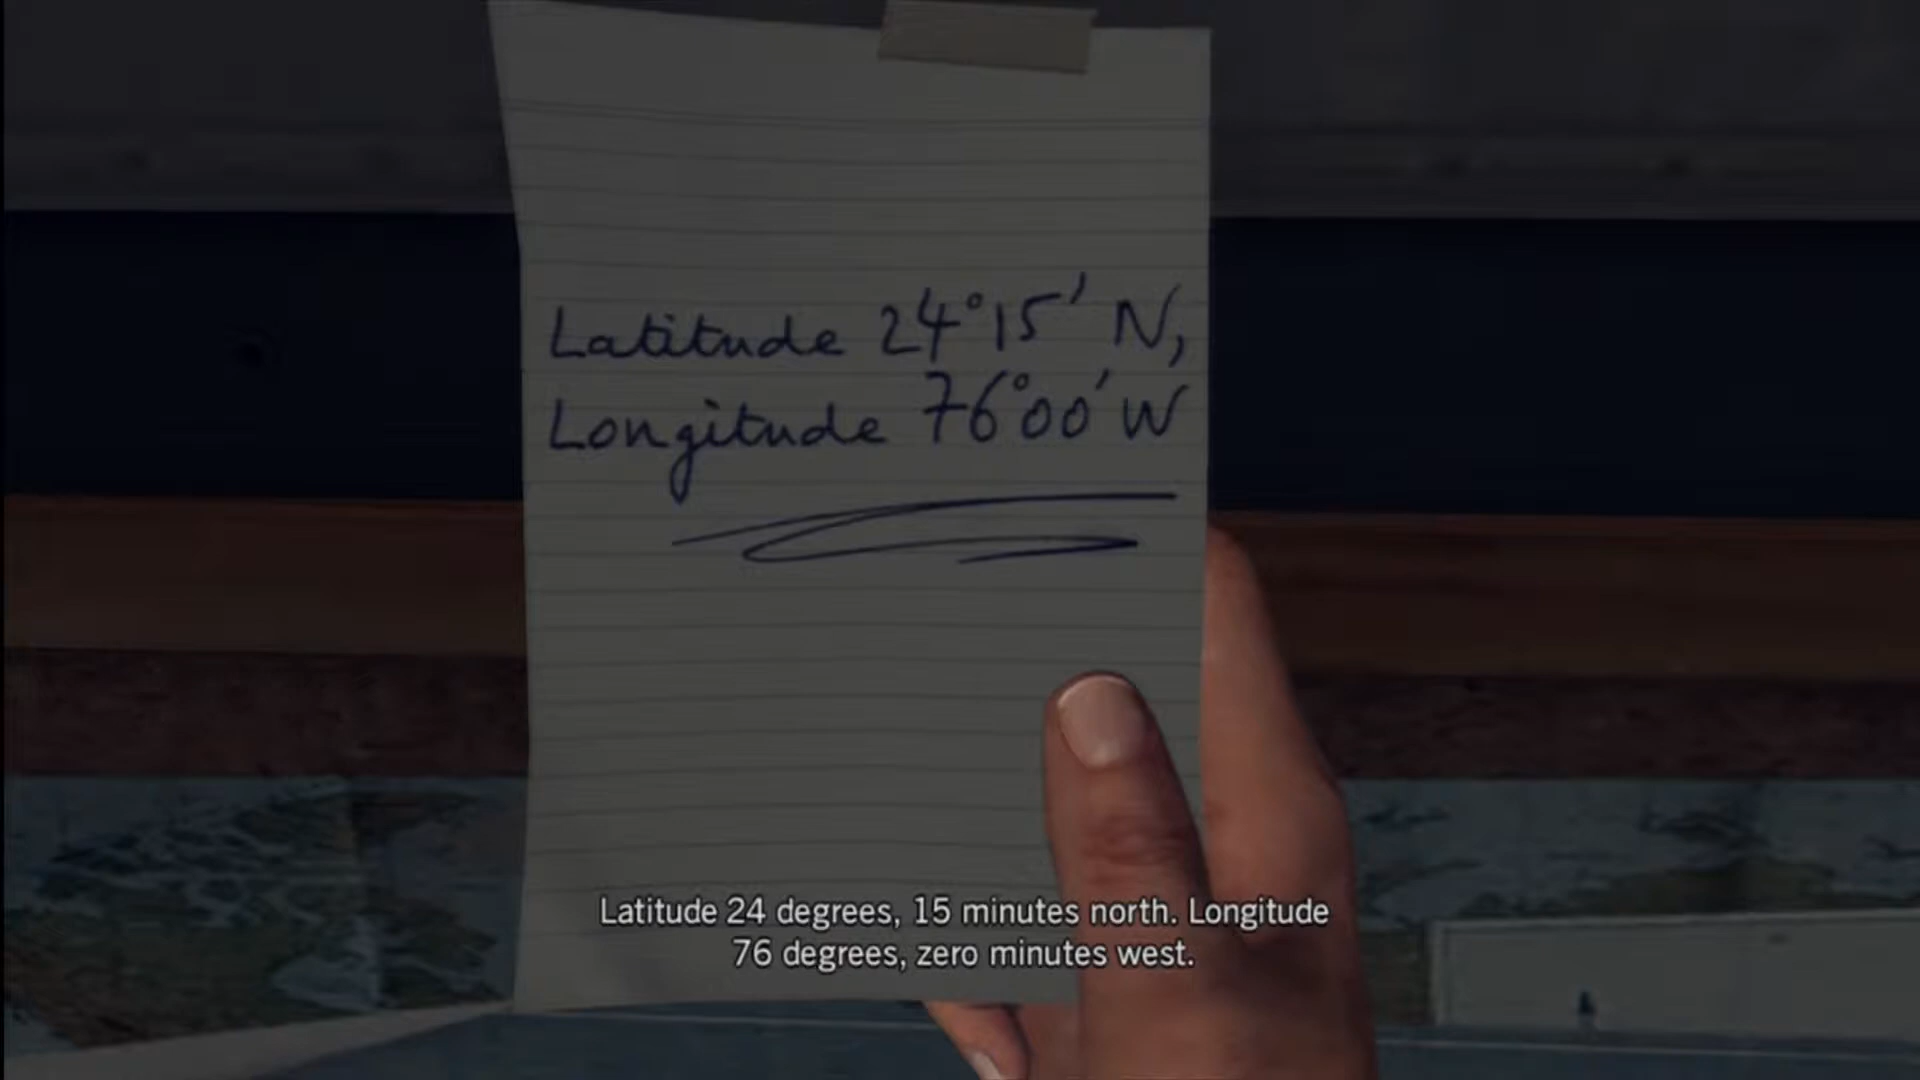 Latitude 24°15' N,
Longitude 76°00' W
Latitude 24 degrees, 15 minutes north. Longitude
76 degrees, zero minutes west.